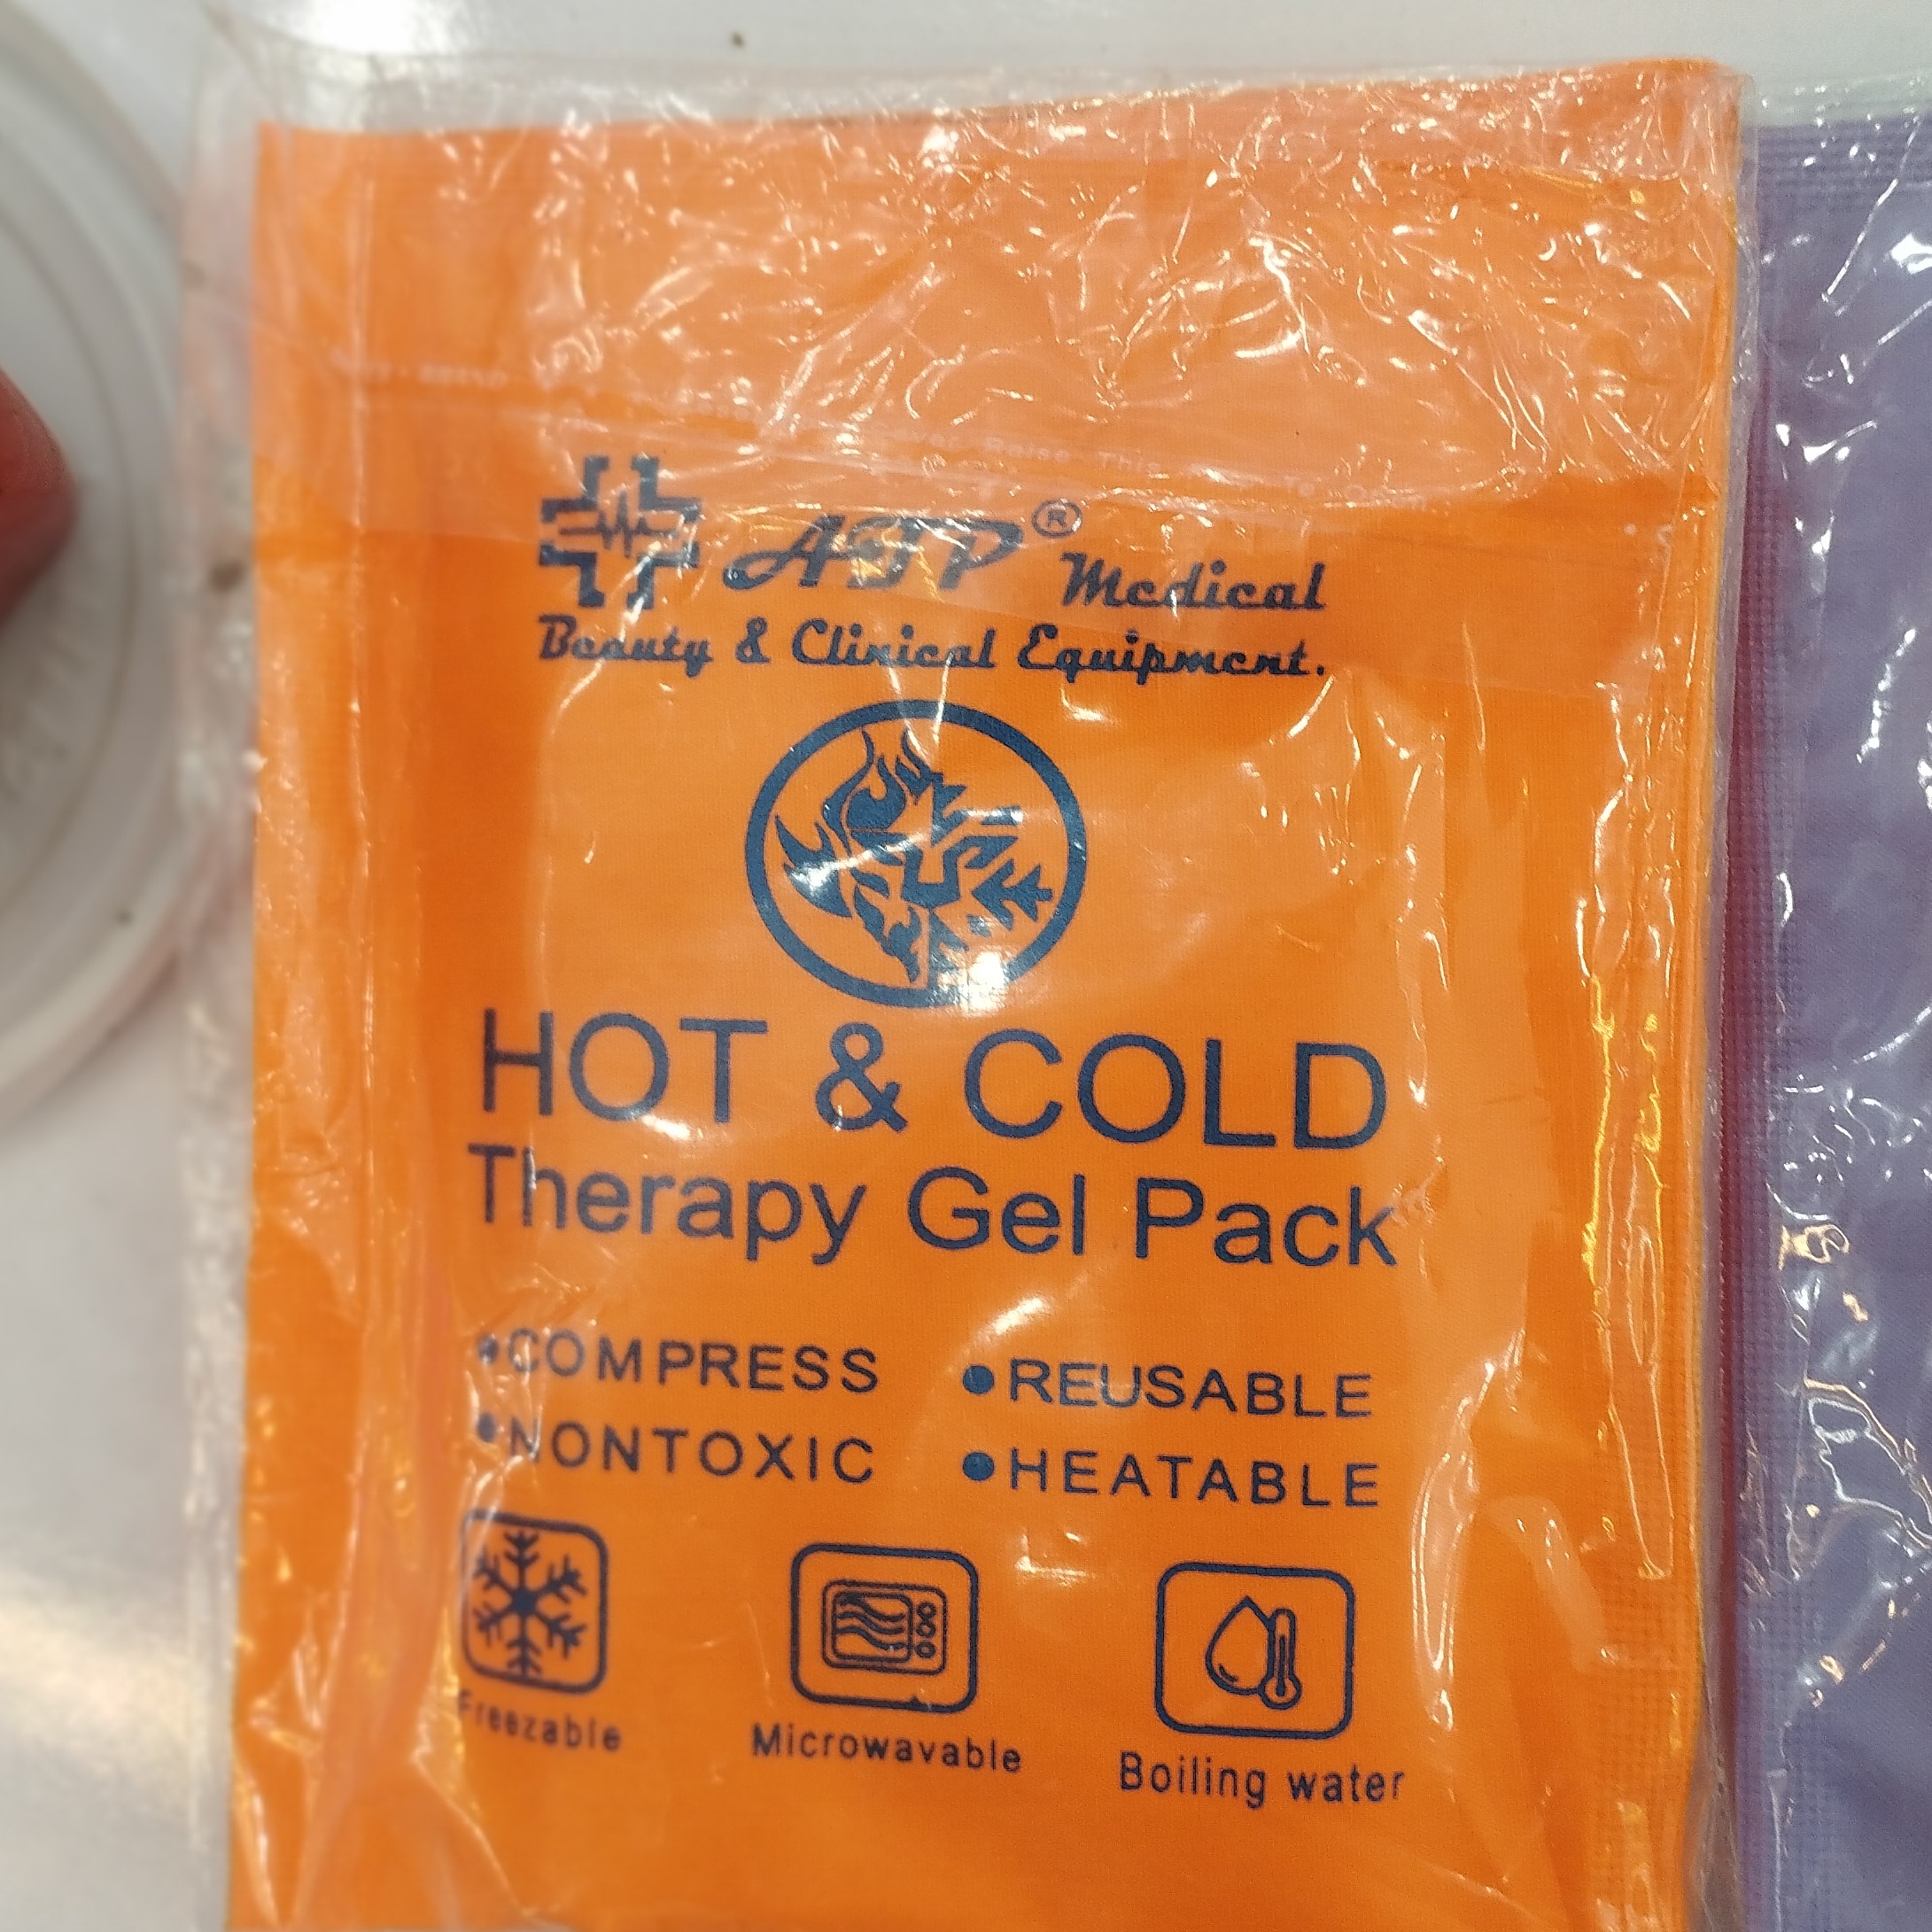 ASP® Medical
Beauty & Clinical Equipment.
HOT & COLD
Therapy Gel Pack
•COMPRESS
•REUSABLE
•NONTOXIC
•HEATABLE
Freezable
Microwavable
Boiling water